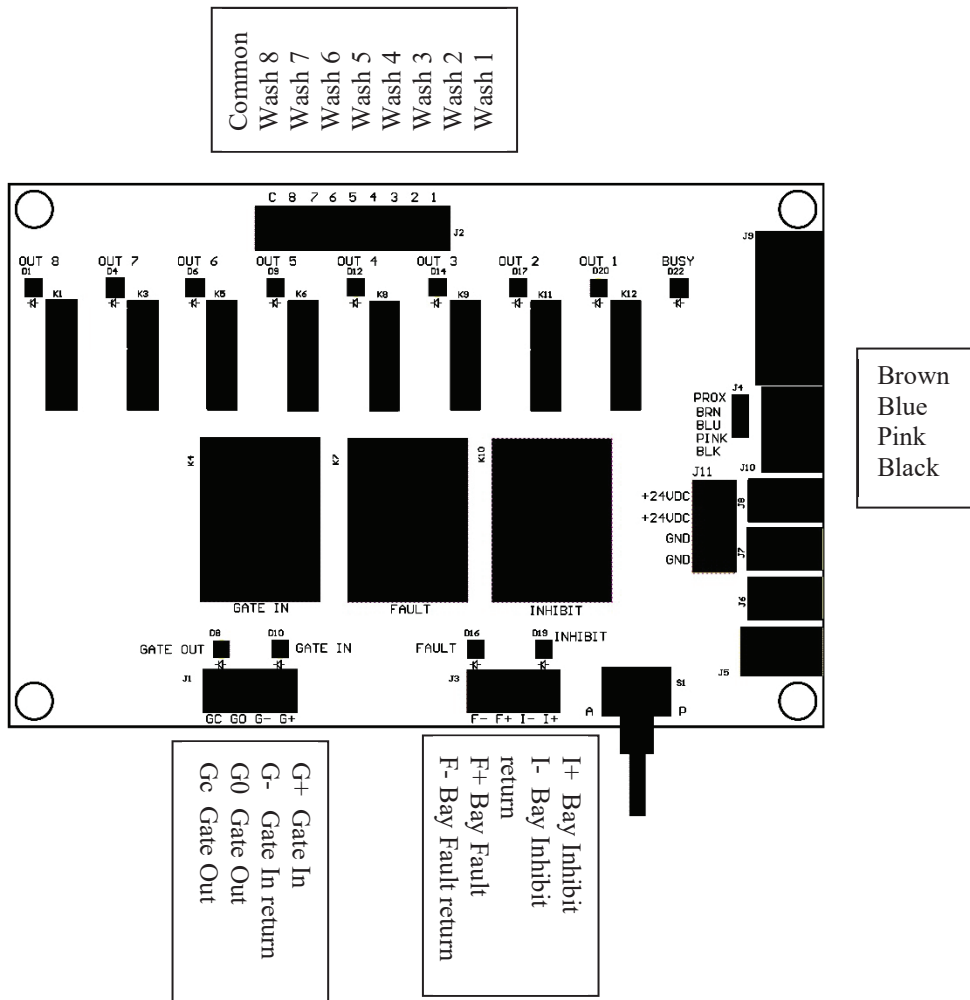 Common
Wash 8
Wash 7
Wash 6
Wash 5
Wash 4
Wash 3
Wash 2
Wash 1
C 8 7 6 5 4 3 2 1
J2
J9
OUT 8 OUT 7 OUT 6 OUT 5 OUT 4 OUT 3 OUT 2 OUT 1 BUSY
D1 D4 D6 D9 D12 D14 D17 D20 D22
K1 K3 K5 K6 K8 K9 K11 K12
J4
PROX
BRN
BLU
PINK
BLK
Brown
Blue
Pink
Black
K4 K7 K10
J11 J10
+24VDC
+24VDC
GND
GND
J8
J7
J6
J5
GATE IN FAULT INHIBIT
D8 D10 D16 D19
GATE OUT GATE IN FAULT INHIBIT
J1 J3 S1
A P
GC GO G- G+ F- F+ I- I+
G+ Gate In
G- Gate In return
G0 Gate Out
Gc Gate Out
I+ Bay Inhibit
I- Bay Inhibit
return
F+ Bay Fault
F- Bay Fault return